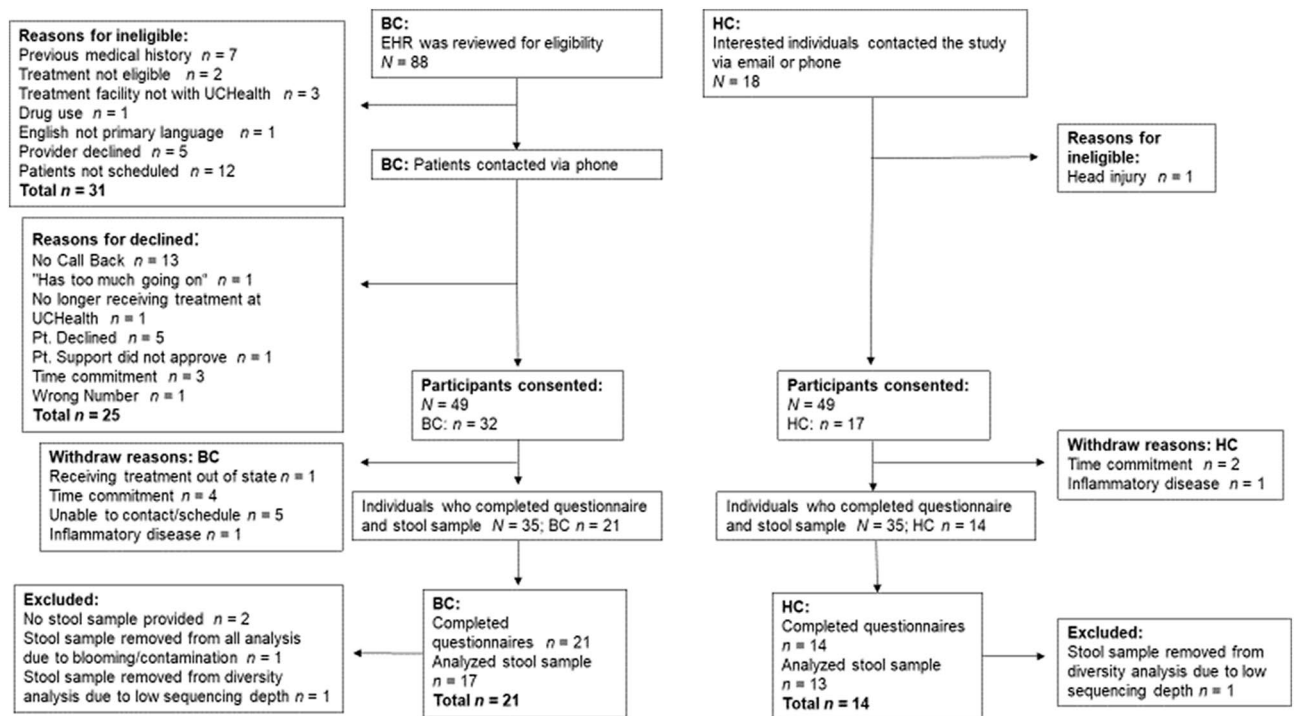 Reasons for ineligible:
Previous medical history n = 7
Treatment not eligible n = 2
Treatment facility not with UCHealth n = 3
Drug use n = 1
English not primary language n = 1
Provider declined n = 5
Patients not scheduled n = 12
Total n = 31
BC:
EHR was reviewed for eligibility
N = 88
HC:
Interested individuals contacted the study
via email or phone
N = 18
BC: Patients contacted via phone
Reasons for
ineligible:
Head injury n = 1
Reasons for declined:
No Call Back n = 13
"Has too much going on" n = 1
No longer receiving treatment at
UCHealth n = 1
Pt. Declined n = 5
Pt. Support did not approve n = 1
Time commitment n = 3
Wrong Number n = 1
Total n = 25
Participants consented:
N = 49
BC: n = 32
Participants consented:
N = 49
HC: n = 17
Withdraw reasons: BC
Receiving treatment out of state n = 1
Time commitment n = 4
Unable to contact/schedule n = 5
Inflammatory disease n = 1
Withdraw reasons: HC
Time commitment n = 2
Inflammatory disease n = 1
Individuals who completed questionnaire
and stool sample N = 35; BC n = 21
Individuals who completed questionnaire
and stool sample N = 35; HC n = 14
Excluded:
No stool sample provided n = 2
Stool sample removed from all analysis
due to blooming/contamination n = 1
Stool sample removed from diversity
analysis due to low sequencing depth n = 1
BC:
Completed
questionnaires n = 21
Analyzed stool sample
n = 17
Total n = 21
HC:
Completed questionnaires
n = 14
Analyzed stool sample
n = 13
Total n = 14
Excluded:
Stool sample removed from
diversity analysis due to low
sequencing depth n = 1